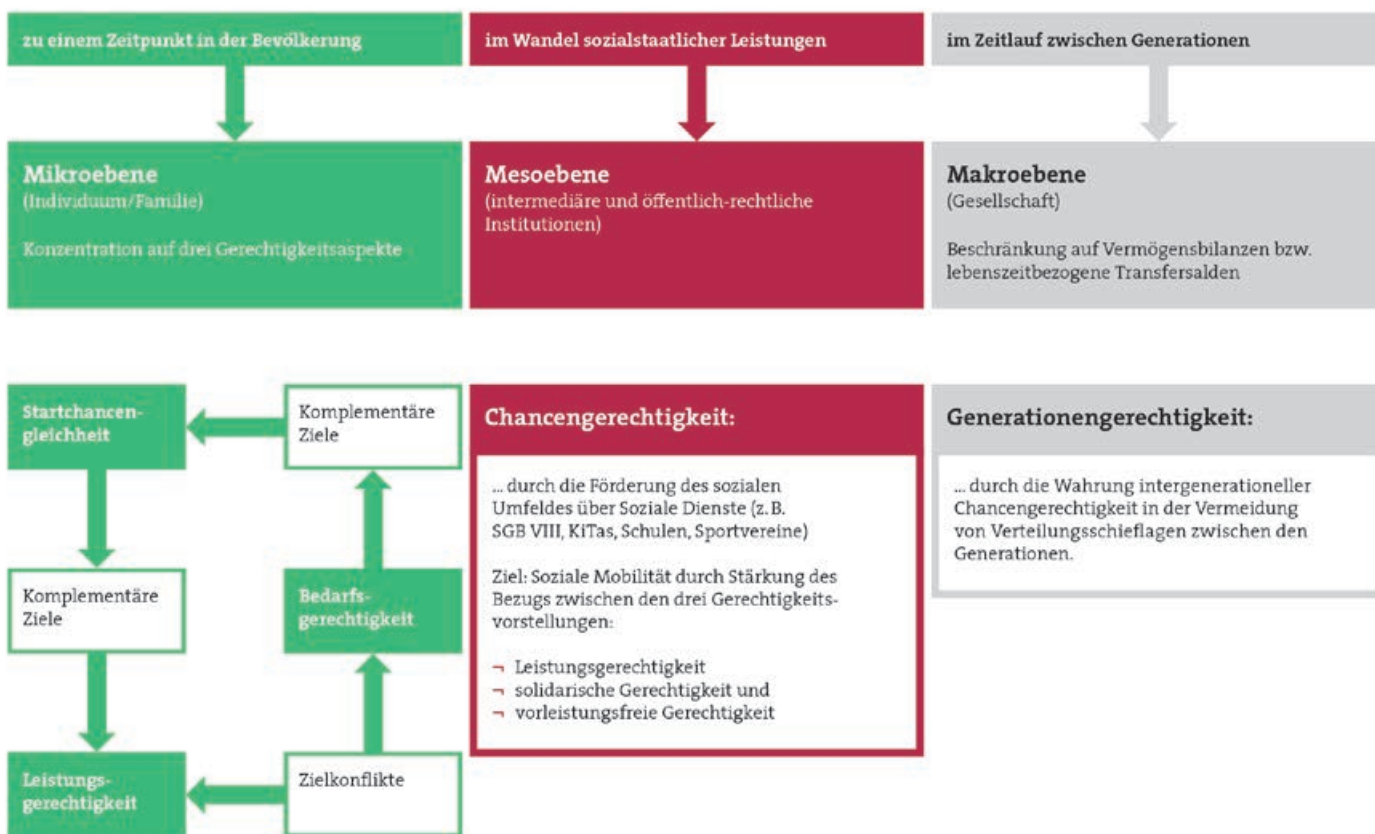 zu einem Zeitpunkt in der Bevölkerung
im Wandel sozialstaatlicher Leistungen
im Zeitlauf zwischen Generationen
Mikroebene
(Individuum/Familie)
Konzentration auf drei Gerechtigkeitsaspekte
Mesoebene
(intermediäre und öffentlich-rechtliche
Institutionen)
Makroebene
(Gesellschaft)
Beschränkung auf Vermögensbilanzen bzw.
lebenszeitbezogene Transfersalden
Startchancen-
gleichheit
Komplementäre
Ziele
Komplementäre
Ziele
Bedarfs-
gerechtigkeit
Leistungs-
gerechtigkeit
Zielkonflikte
Chancengerechtigkeit:
... durch die Förderung des sozialen
Umfeldes über Soziale Dienste (z. B.
SGB VIII, KiTas, Schulen, Sportvereine)
Ziel: Soziale Mobilität durch Stärkung des
Bezugs zwischen den drei Gerechtigkeits-
vorstellungen:
¬ Leistungsgerechtigkeit
¬ solidarische Gerechtigkeit und
¬ vorleistungsfreie Gerechtigkeit
Generationengerechtigkeit:
... durch die Wahrung intergenerationeller
Chancengerechtigkeit in der Vermeidung
von Verteilungsschieflagen zwischen den
Generationen.